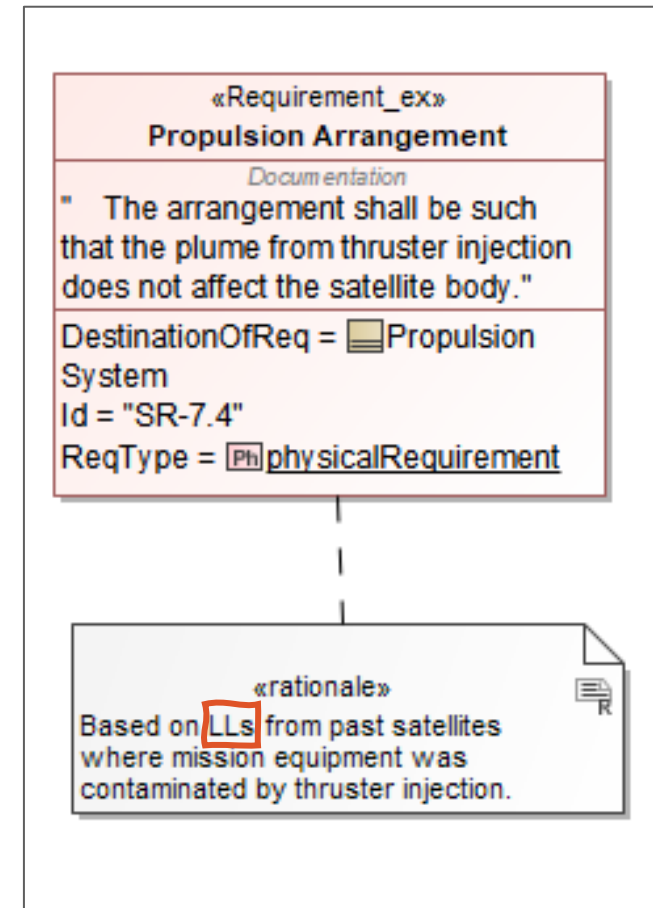 «Requirement_ex»
Propulsion Arrangement
Documentation
" The arrangement shall be such
that the plume from thruster injection
does not affect the satellite body."
DestinationOfReq = Propulsion
System
Id = "SR-7.4"
ReqType = Ph physicalRequirement
«rationale»
R
Based on LLs from past satellites
where mission equipment was
contaminated by thruster injection.